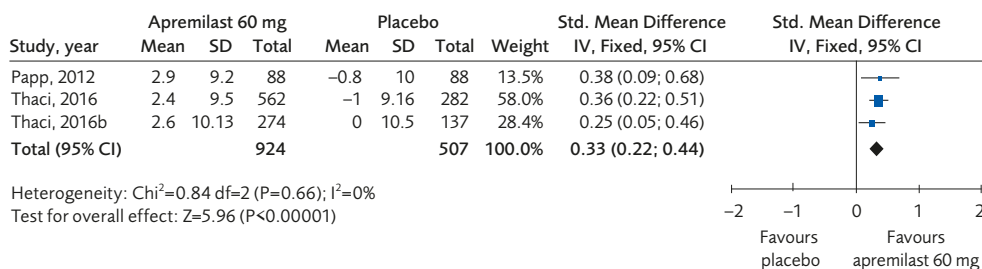 Apremilast 60 mg Placebo Std. Mean Difference Std. Mean Difference
Study, year Mean SD Total Mean SD Total Weight IV, Fixed, 95% CI IV, Fixed, 95% CI
Papp, 2012 2.9 9.2 88 –0.8 10 88 13.5% 0.38 (0.09; 0.68)
Thaci, 2016 2.4 9.5 562 –1 9.16 282 58.0% 0.36 (0.22; 0.51)
Thaci, 2016b 2.6 10.13 274 0 10.5 137 28.4% 0.25 (0.05; 0.46)
Total (95% CI) 924 507 100.0% 0.33 (0.22; 0.44)
Heterogeneity: Chi²=0.84 df=2 (P=0.66); I²=0%
Test for overall effect: Z=5.96 (P<0.00001)
–2 –1 0 1 2
Favours Favours
placebo apremilast 60 mg